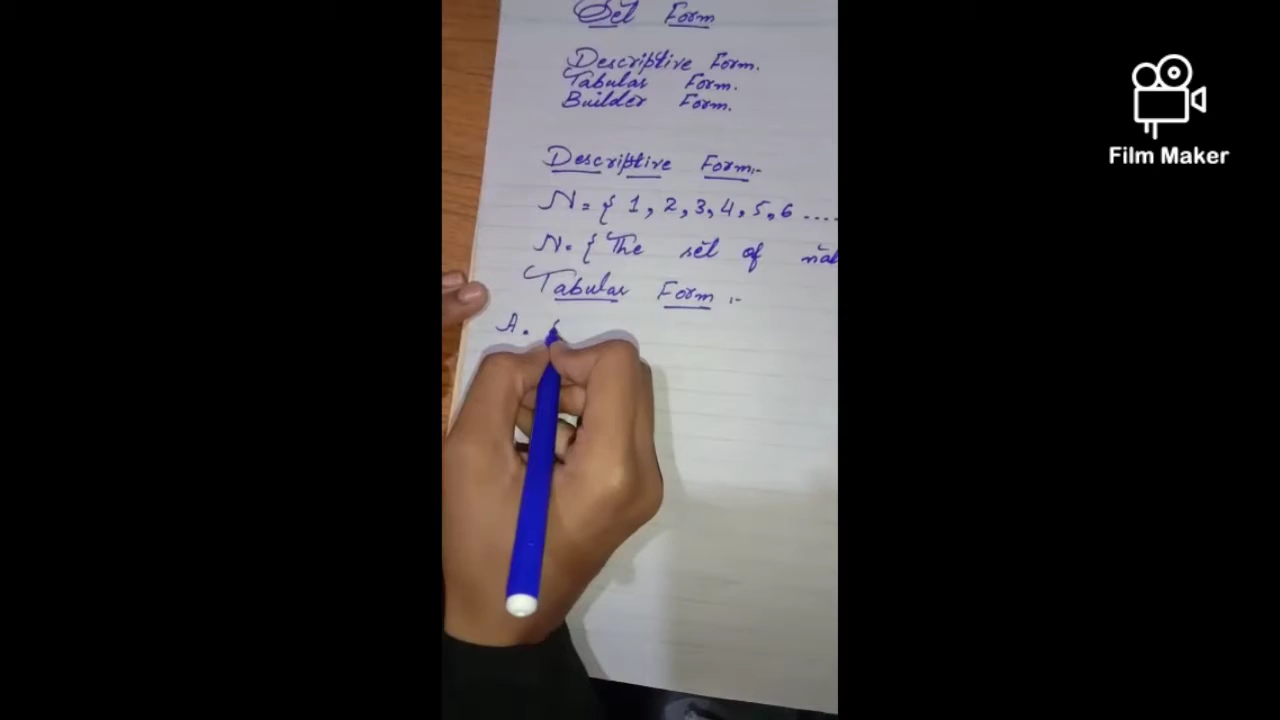 Set Form
Descriptive Form.
Tabular Form.
Builder Form.
Descriptive Form:-
N = { 1, 2, 3, 4, 5, 6 ....
N = { The set of nat
Tabular Form :-
A = {
Film Maker